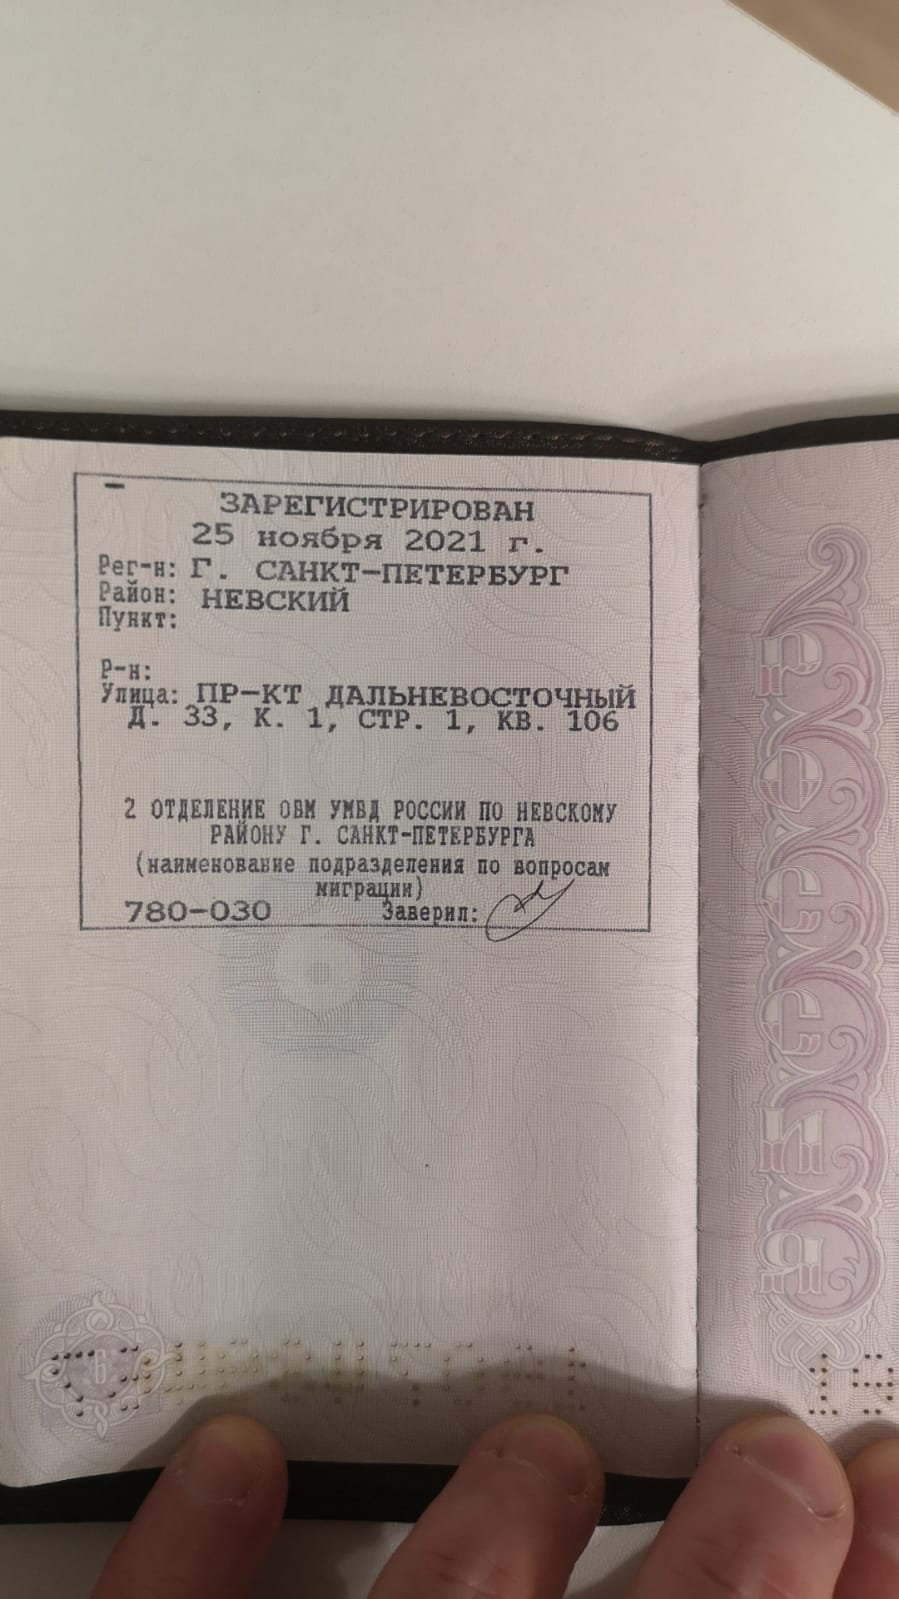 ЗАРЕГИСТРИРОВАН
25 ноября 2021 г.
Рег-н: Г. САНКТ-ПЕТЕРБУРГ
Район: НЕВСКИЙ
Пункт:
Р-н:
Улица: ПР-КТ ДАЛЬНЕВОСТОЧНЫЙ
Д. 33, К. 1, СТР. 1, КВ. 106
2 ОТДЕЛЕНИЕ ОВМ УМВД РОССИИ ПО НЕВСКОМУ
РАЙОНУ Г. САНКТ-ПЕТЕРБУРГА
(наименование подразделения по вопросам
миграции)
780-030 Заверил:
В
19